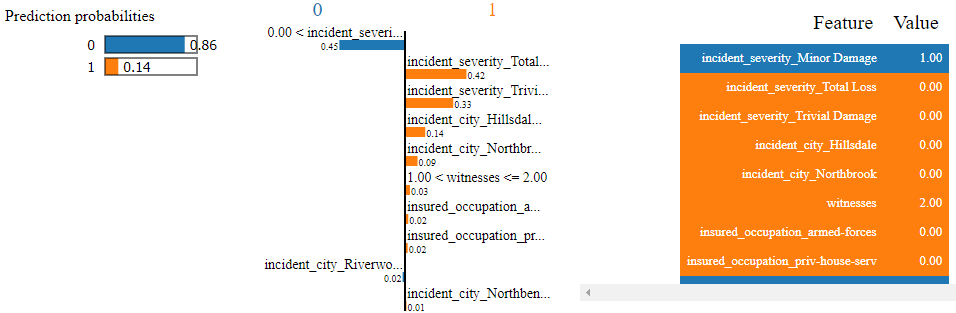 Prediction probabilities
0 0.86
1 0.14
0 1
0.00 < incident_severi...
0.45
incident_severity_Total...
0.42
incident_severity_Trivi...
0.33
incident_city_Hillsdal...
0.14
incident_city_Northbr...
0.09
1.00 < witnesses <= 2.00
0.03
insured_occupation_a...
0.02
insured_occupation_pr...
0.02
incident_city_Riverwo...
0.02
incident_city_Northben...
0.01
Feature Value
incident_severity_Minor Damage 1.00
incident_severity_Total Loss 0.00
incident_severity_Trivial Damage 0.00
incident_city_Hillsdale 0.00
incident_city_Northbrook 0.00
witnesses 2.00
insured_occupation_armed-forces 0.00
insured_occupation_priv-house-serv 0.00